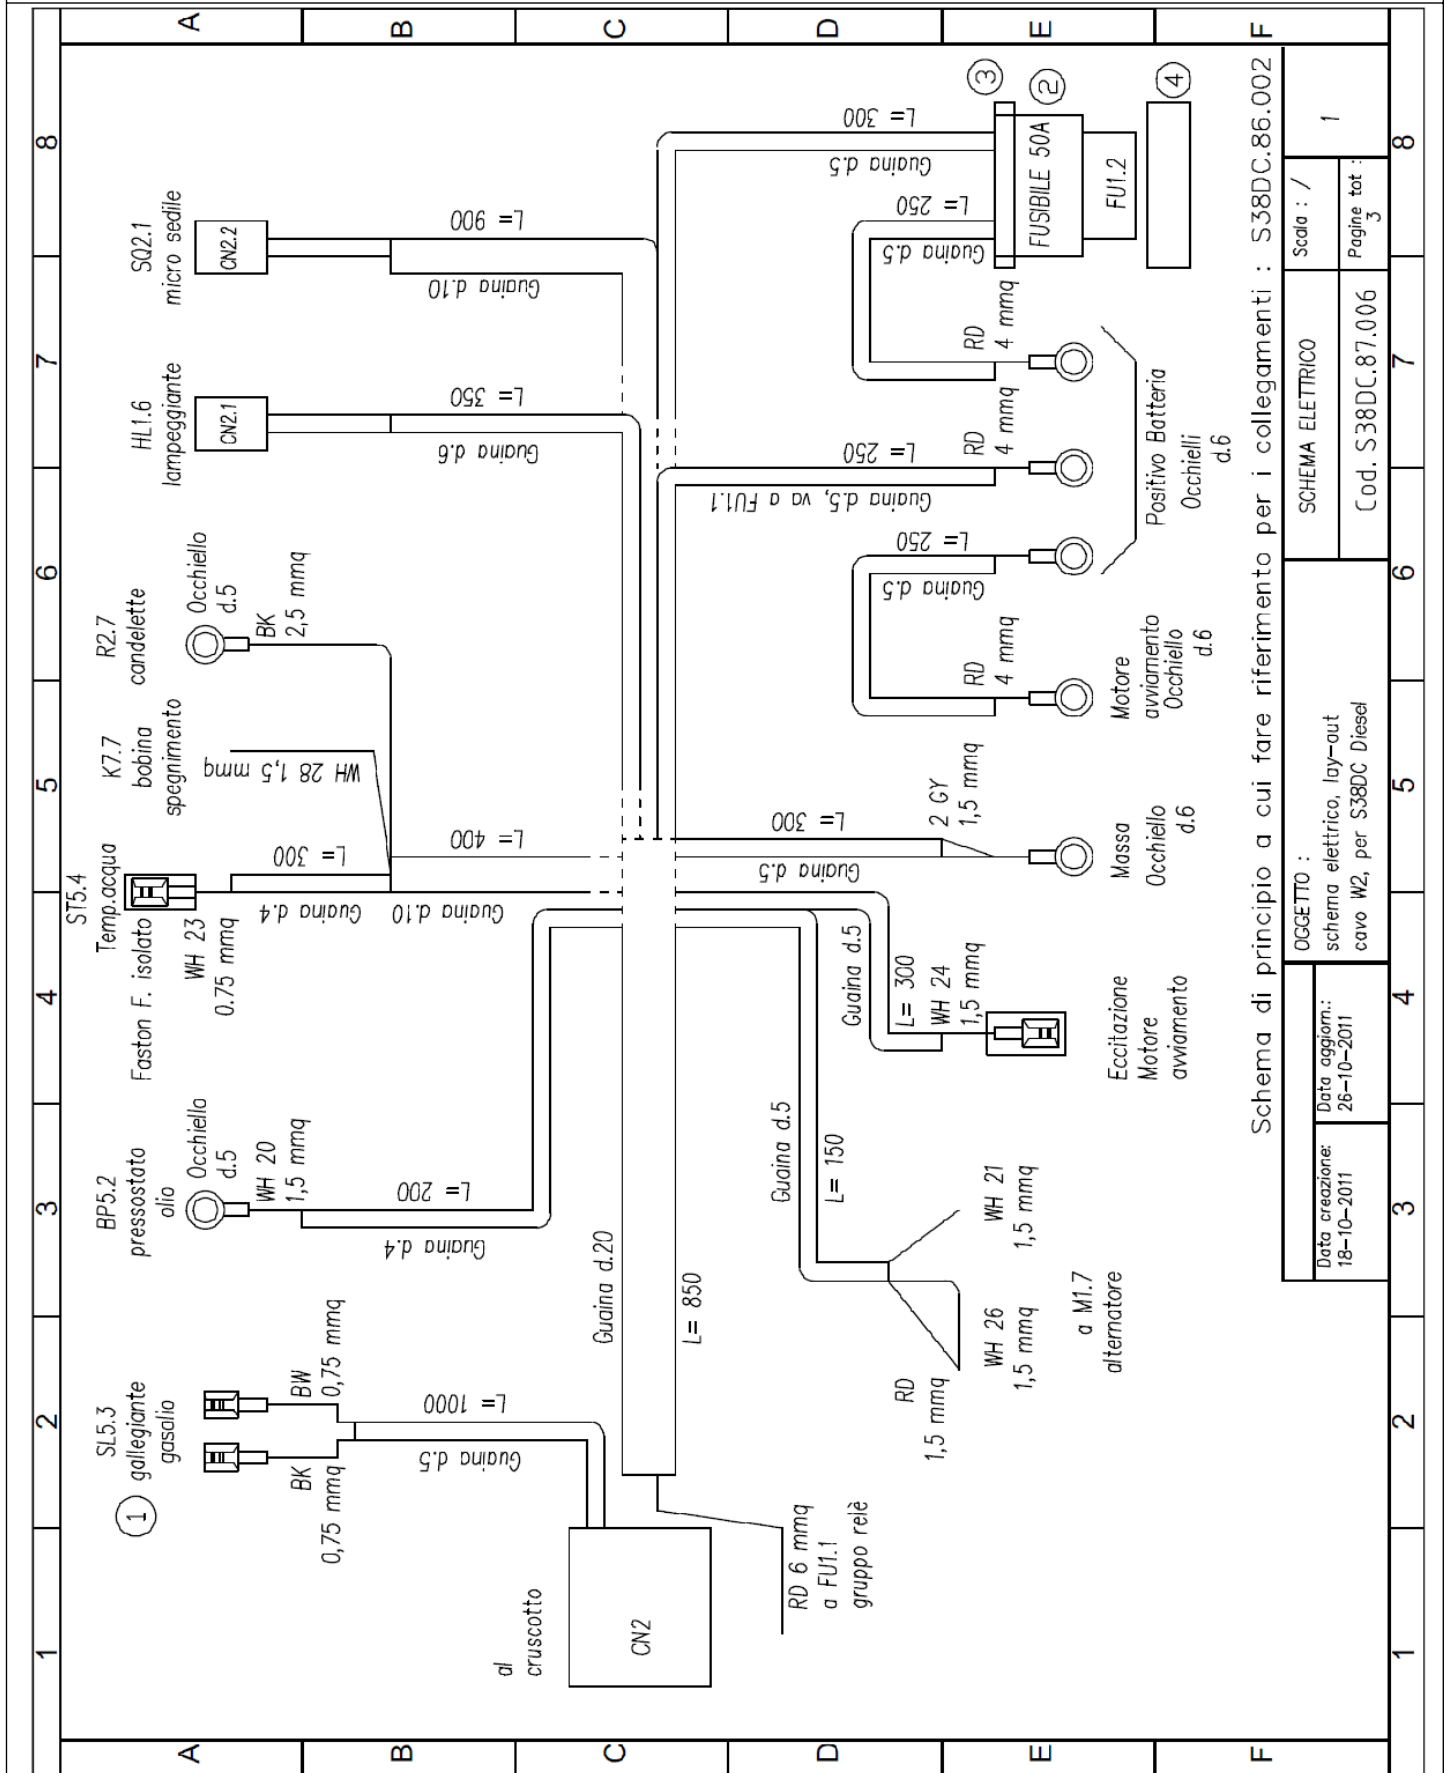 1
2
3
4
5
6
7
8
A
B
C
D
E
F
1
SL5.3
gallegiante
gasolio
BK
0,75 mmq
BW
0,75 mmq
Guaina d.5
L= 1000
al
cruscotto
CN2
BP5.2
pressostato
olio
Occhiello
d.5
WH 20
1,5 mmq
Guaina d.4
L= 200
ST5.4
Temp.acqua
Faston F. isolato
WH 23
0.75 mmq
Guaina d.4
L= 300
Guaina d.10
L= 400
K7.7
bobina
spegnimento
WH 28 1,5 mmq
R2.7
candelette
Occhiello
d.5
BK
2,5 mmq
HL1.6
lampeggiante
CN2.1
Guaina d.6
L= 350
SQ2.1
micro sedile
CN2.2
Guaina d.10
L= 900
Guaina d.20
L= 850
RD 6 mmq
a FU1.1
gruppo relè
Guaina d.5
L= 150
RD
1,5 mmq
WH 26
1,5 mmq
WH 21
1,5 mmq
a M1.7
alternatore
Guaina d.5
L= 300
WH 24
1,5 mmq
Eccitazione
Motore
avviamento
Guaina d.5
L= 300
2 GY
1,5 mmq
Massa
Occhiello
d.6
Guaina d.5
L= 250
RD
4 mmq
Motore
avviamento
Occhiello
d.6
Guaina d.5, va a FU1.1
L= 250
RD
4 mmq
Guaina d.5
L= 250
RD
4 mmq
Positivo Batteria
Occhielli
d.6
Guaina d.5
L= 300
3
2
4
FUSIBILE 50A
FU1.2
Schema di principio a cui fare riferimento per i collegamenti : S38DC.86.002
Data creazione:
18-10-2011
Data aggiorn.:
26-10-2011
OGGETTO :
schema elettrico, lay-out
cavo W2, per S38DC Diesel
SCHEMA ELETTRICO
Cod. S38DC.87.006
Scala : /
1
Pagine tot :
3
A
B
C
D
E
F
1
2
3
4
5
6
7
8